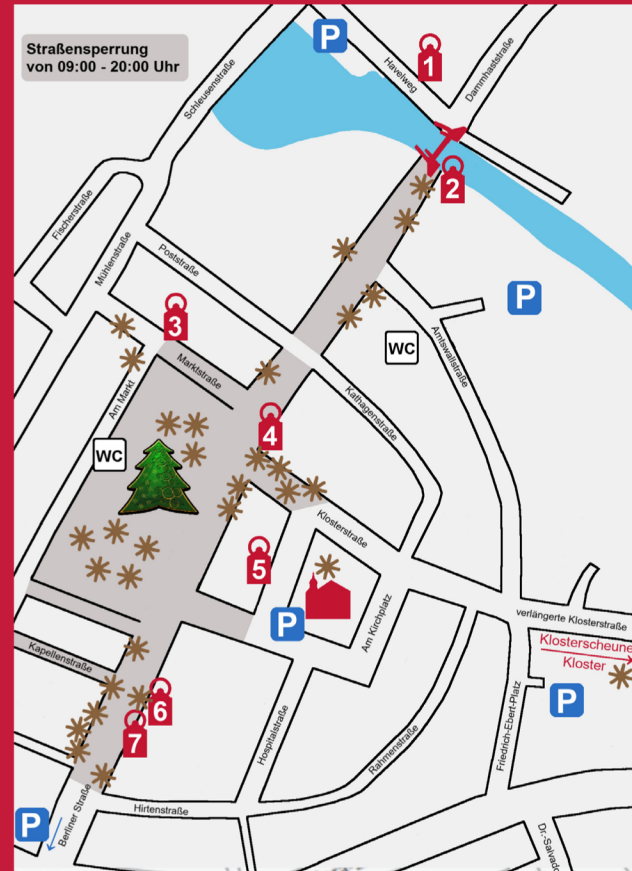 Straßensperrung
von 09:00 - 20:00 Uhr
P
1
Havelweg
Dammhaststraße
Schleusenstraße
2
Fischerstraße
Mühlenstraße
Poststraße
P
3
WC
Amtswallstraße
Marktstraße
Am Markt
Kathagenstraße
4
WC
Klosterstraße
5
P
Am Kirchplatz
verlängerte Klosterstraße
Klosterscheune
Kloster
Kapellenstraße
6
7
P
Friedrich-Ebert-Platz
Hospitalstraße
Rahmenstraße
Hirtenstraße
P
Berliner Straße
Dr.-Salvado